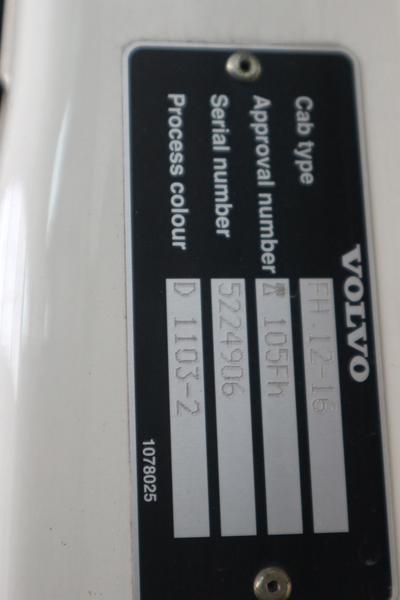 VOLVO
Cab type FH.12-16
Approval number 105Fh
Serial number 5224906
Process colour D 1103-2
1078025